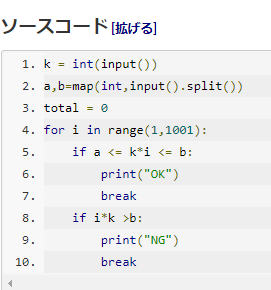 ソースコード [拡げる]
1. k = int(input())
2. a,b=map(int,input().split())
3. total = 0
4. for i in range(1,1001):
5.     if a <= k*i <= b:
6.         print("OK")
7.         break
8.     if i*k >b:
9.         print("NG")
10.         break